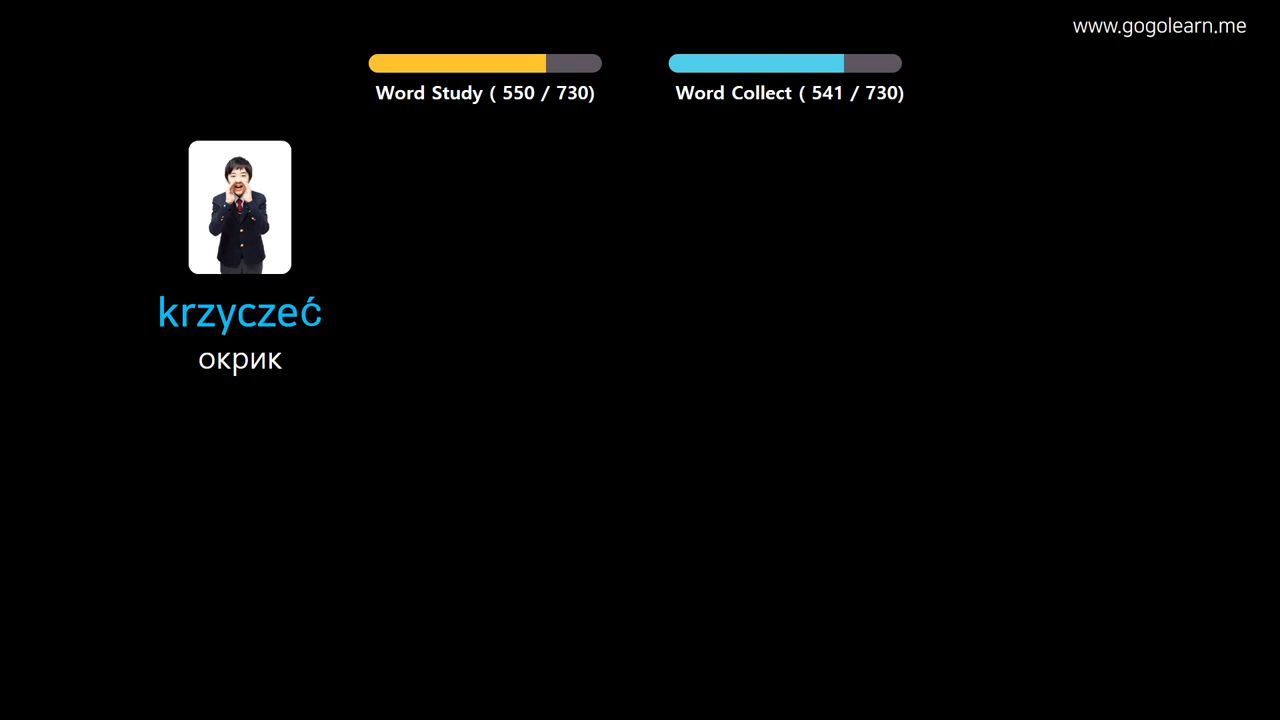 www.gogolearn.me
Word Study ( 550 / 730)
Word Collect ( 541 / 730)
krzyczeć
окрик